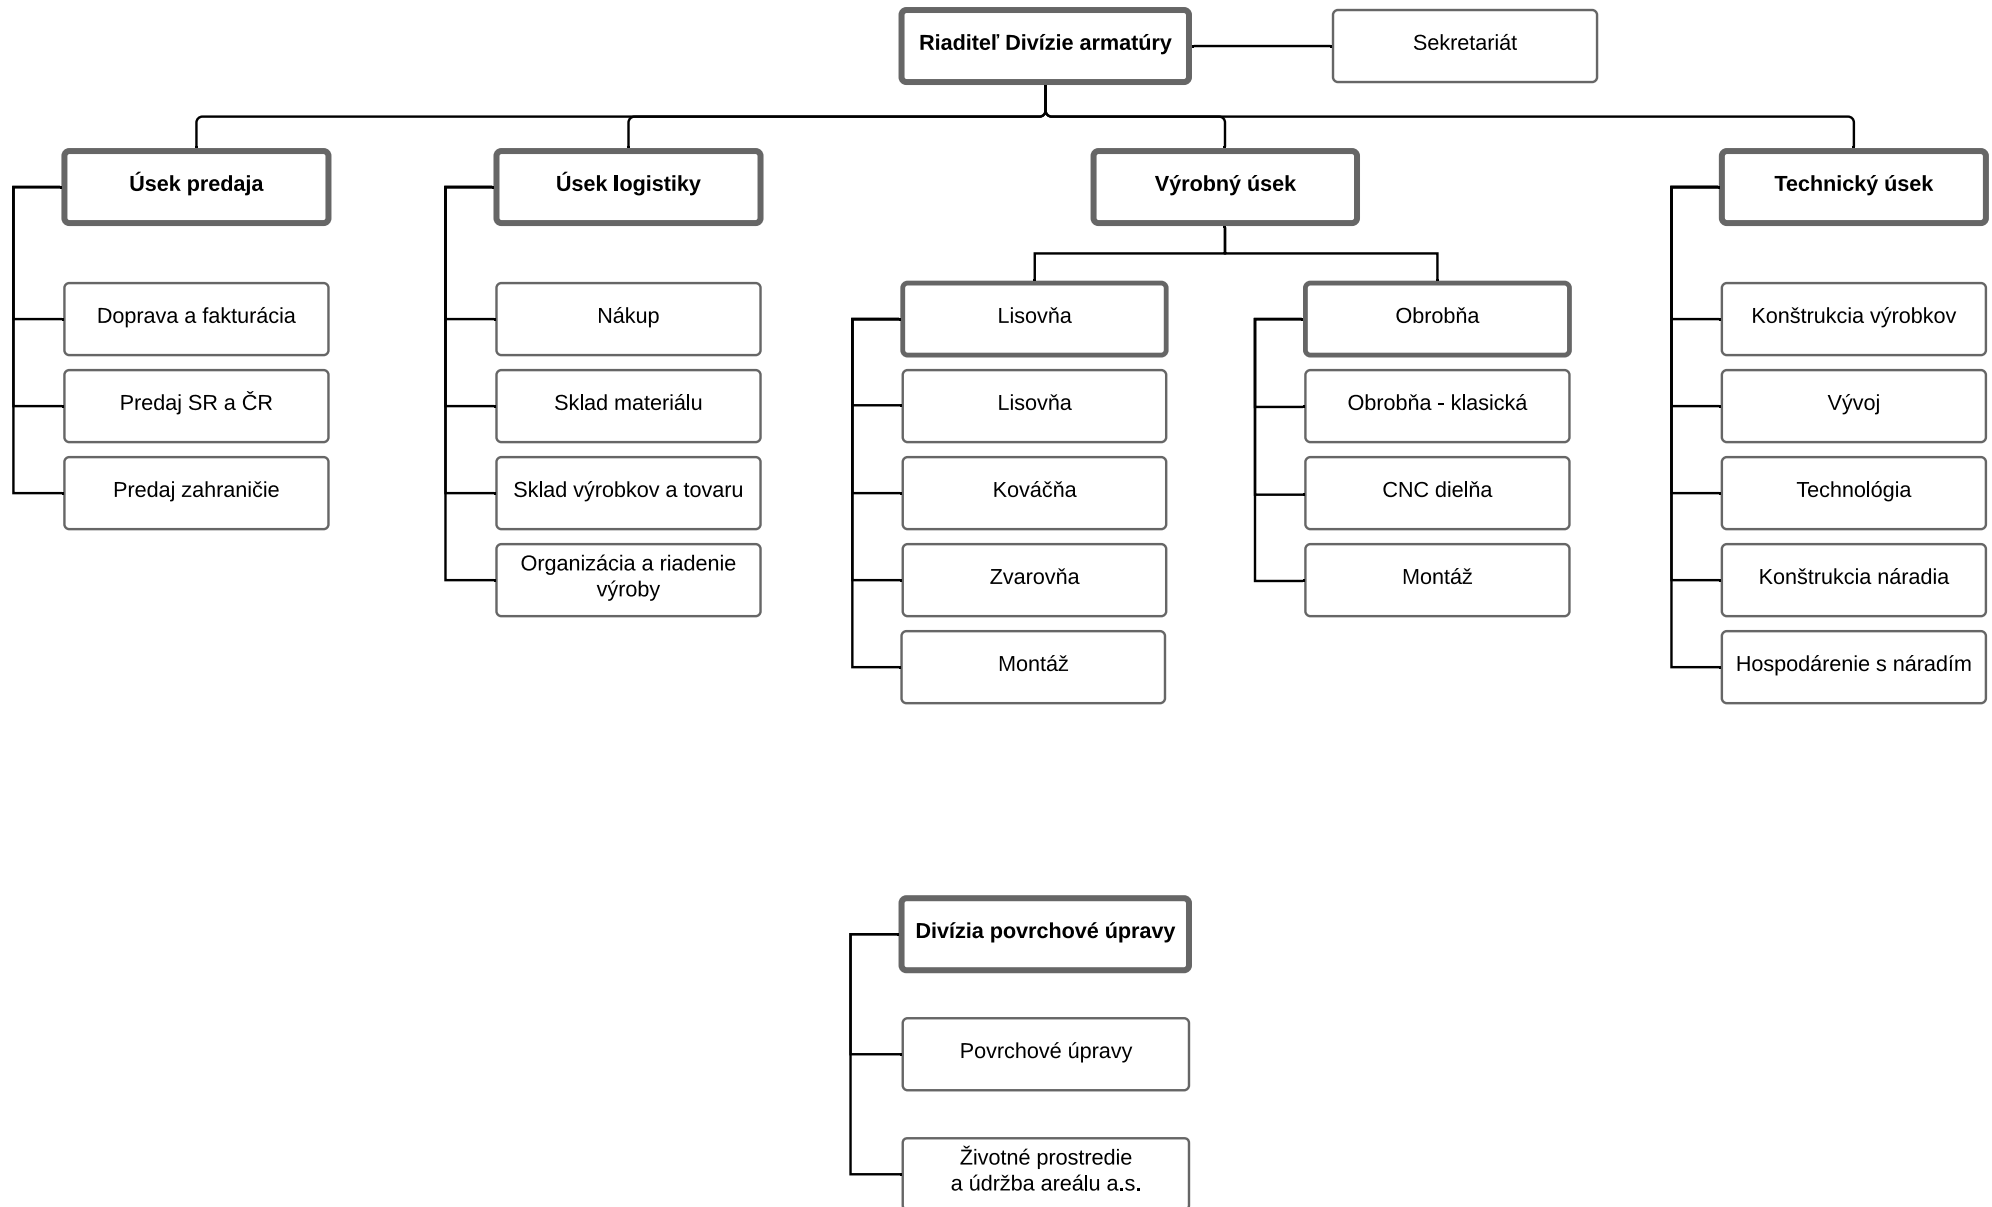 Riaditeľ Divízie armatúry
Sekretariát
Úsek predaja
Doprava a fakturácia
Predaj SR a ČR
Predaj zahraničie
Úsek logistiky
Nákup
Sklad materiálu
Sklad výrobkov a tovaru
Organizácia a riadenie
výroby
Výrobný úsek
Lisovňa
Lisovňa
Kováčňa
Zvarovňa
Montáž
Obrobňa
Obrobňa - klasická
CNC dielňa
Montáž
Technický úsek
Konštrukcia výrobkov
Vývoj
Technológia
Konštrukcia náradia
Hospodárenie s náradím
Divízia povrchové úpravy
Povrchové úpravy
Životné prostredie
a údržba areálu a.s.